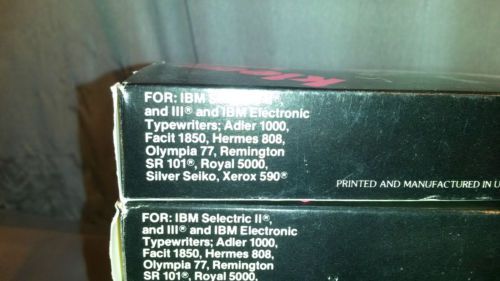 FOR: IBM Selectric II®
and III® and IBM Electronic
Typewriters; Adler 1000,
Facit 1850, Hermes 808,
Olympia 77, Remington
SR 101®, Royal 5000,
Silver Seiko, Xerox 590®
PRINTED AND MANUFACTURED IN U
FOR: IBM Selectric II®,
and III® and IBM Electronic
Typewriters; Adler 1000,
Facit 1850, Hermes 808,
Olympia 77, Remington
SR 101®, Royal 5000,